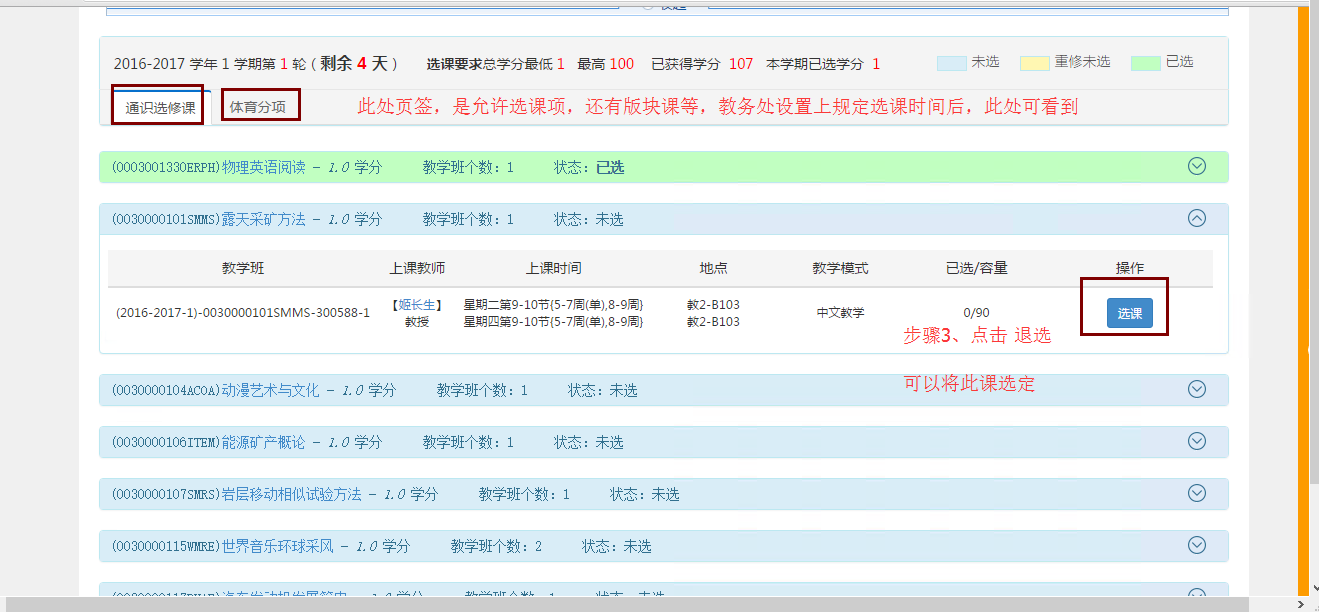 2016-2017 学年 1 学期第 1 轮 ( 剩余 4 天 ) 选课要求总学分最低 1 最高 100 已获得学分 107 本学期已选学分 1 未选 重修未选 已选
通识选修课 体育分项 此处页签，是允许选课项，还有版块课等，教务处设置上规定选课时间后，此处可看到
(0003001330ERPH)物理英语阅读 - 1.0 学分 教学班个数：1 状态：已选
(0030000101SMMS)露天采矿方法 - 1.0 学分 教学班个数：1 状态：未选
教学班 上课教师 上课时间 地点 教学模式 已选/容量 操作
(2016-2017-1)-0030000101SMMS-300588-1 【姬长生】 星期二第9-10节{5-7周(单),8-9周} 教2-B103 中文教学 0/90 选课
教授 星期四第9-10节{5-7周(单),8-9周} 教2-B103
步骤3、点击 退选
可以将此课选定
(0030000104ACOA)动漫艺术与文化 - 1.0 学分 教学班个数：1 状态：未选
(0030000106ITEM)能源矿产概论 - 1.0 学分 教学班个数：1 状态：未选
(0030000107SMRS)岩层移动相似试验方法 - 1.0 学分 教学班个数：1 状态：未选
(0030000115WMRE)世界音乐环球采风 - 1.0 学分 教学班个数：2 状态：未选